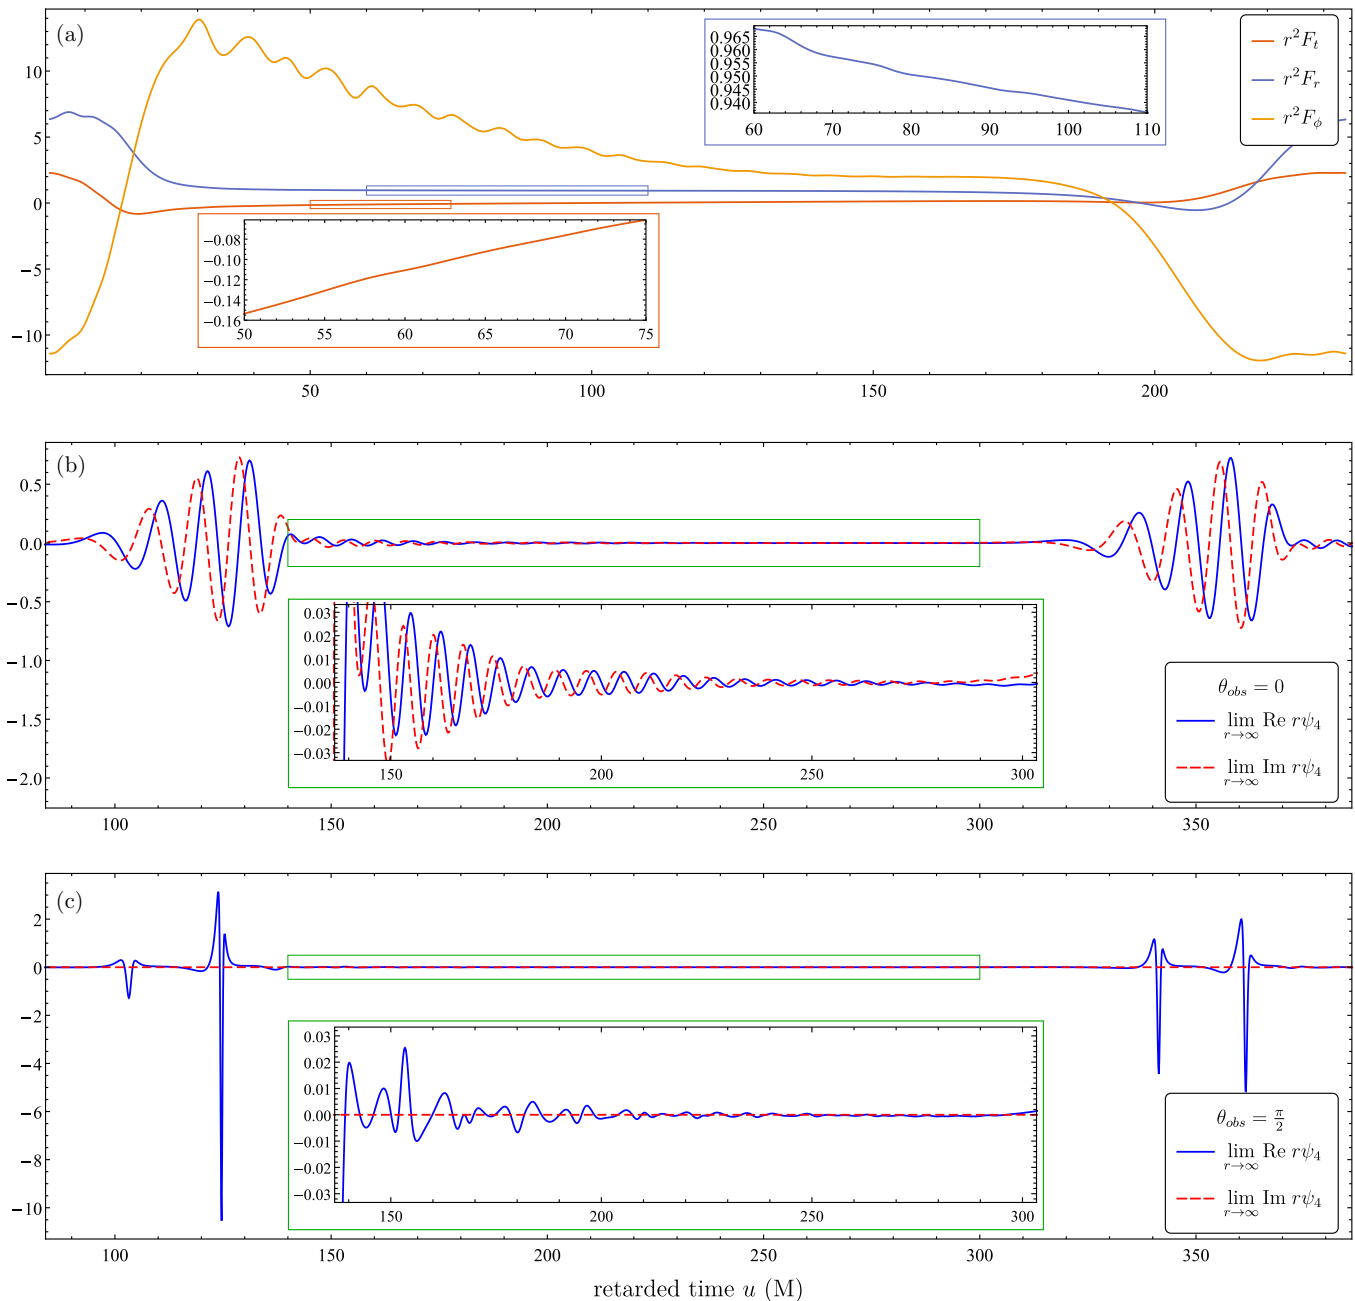 (a)
10
5
0
−5
−10
0.965
0.960
0.955
0.950
0.945
0.940
60 70 80 90 100 110
r²F_t
r²F_r
r²F_ϕ
−0.08
−0.10
−0.12
−0.14
−0.16
50 55 60 65 70 75
50 100 150 200
(b)
0.5
0.0
−0.5
−1.0
−1.5
−2.0
0.03
0.02
0.01
0.00
−0.01
−0.02
−0.03
150 200 250 300
θ_obs = 0
lim_{r→∞} Re rψ₄
lim_{r→∞} Im rψ₄
100 150 200 250 300 350
(c)
2
0
−2
−4
−6
−8
−10
0.03
0.02
0.01
0.00
−0.01
−0.02
−0.03
150 200 250 300
θ_obs = π/2
lim_{r→∞} Re rψ₄
lim_{r→∞} Im rψ₄
100 150 200 250 300 350
retarded time u (M)